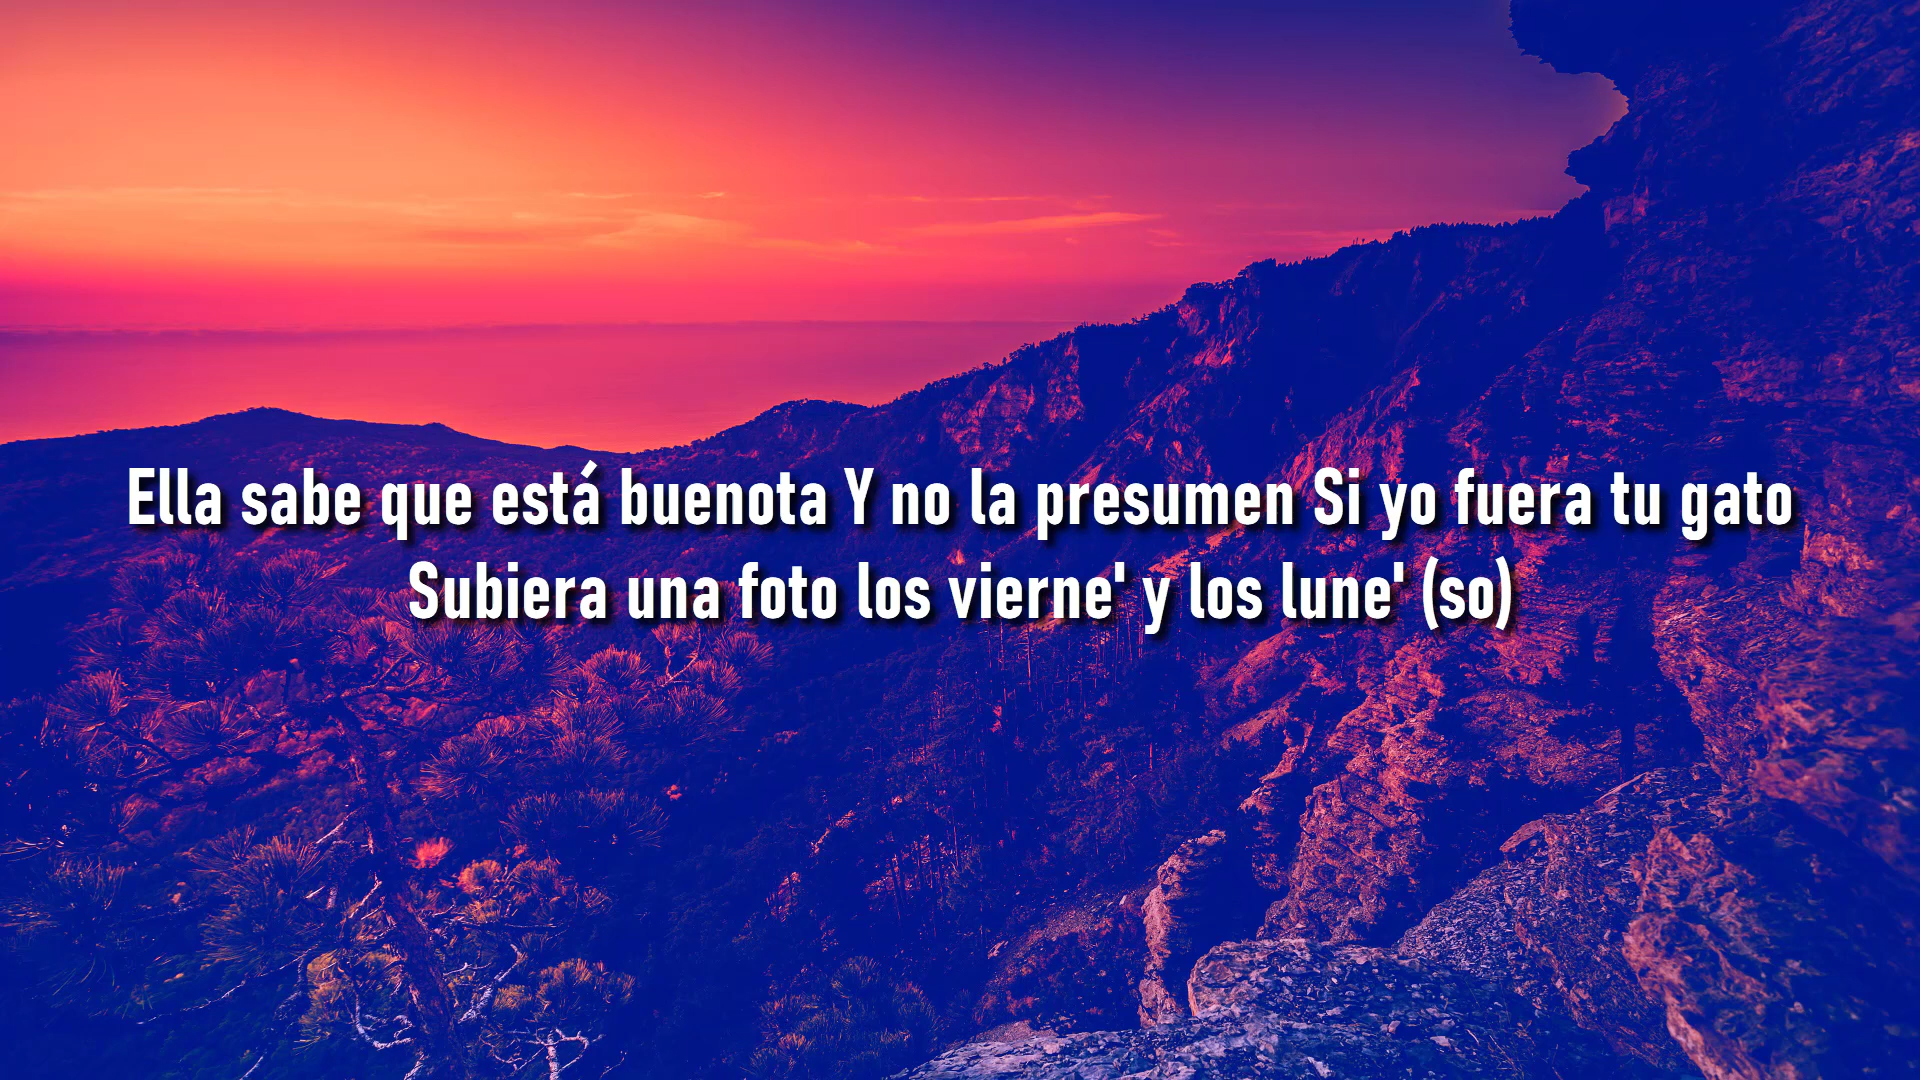 Ella sabe que está buenota Y no la presumen Si yo fuera tu gato
Subiera una foto los vierne' y los lune' (so)